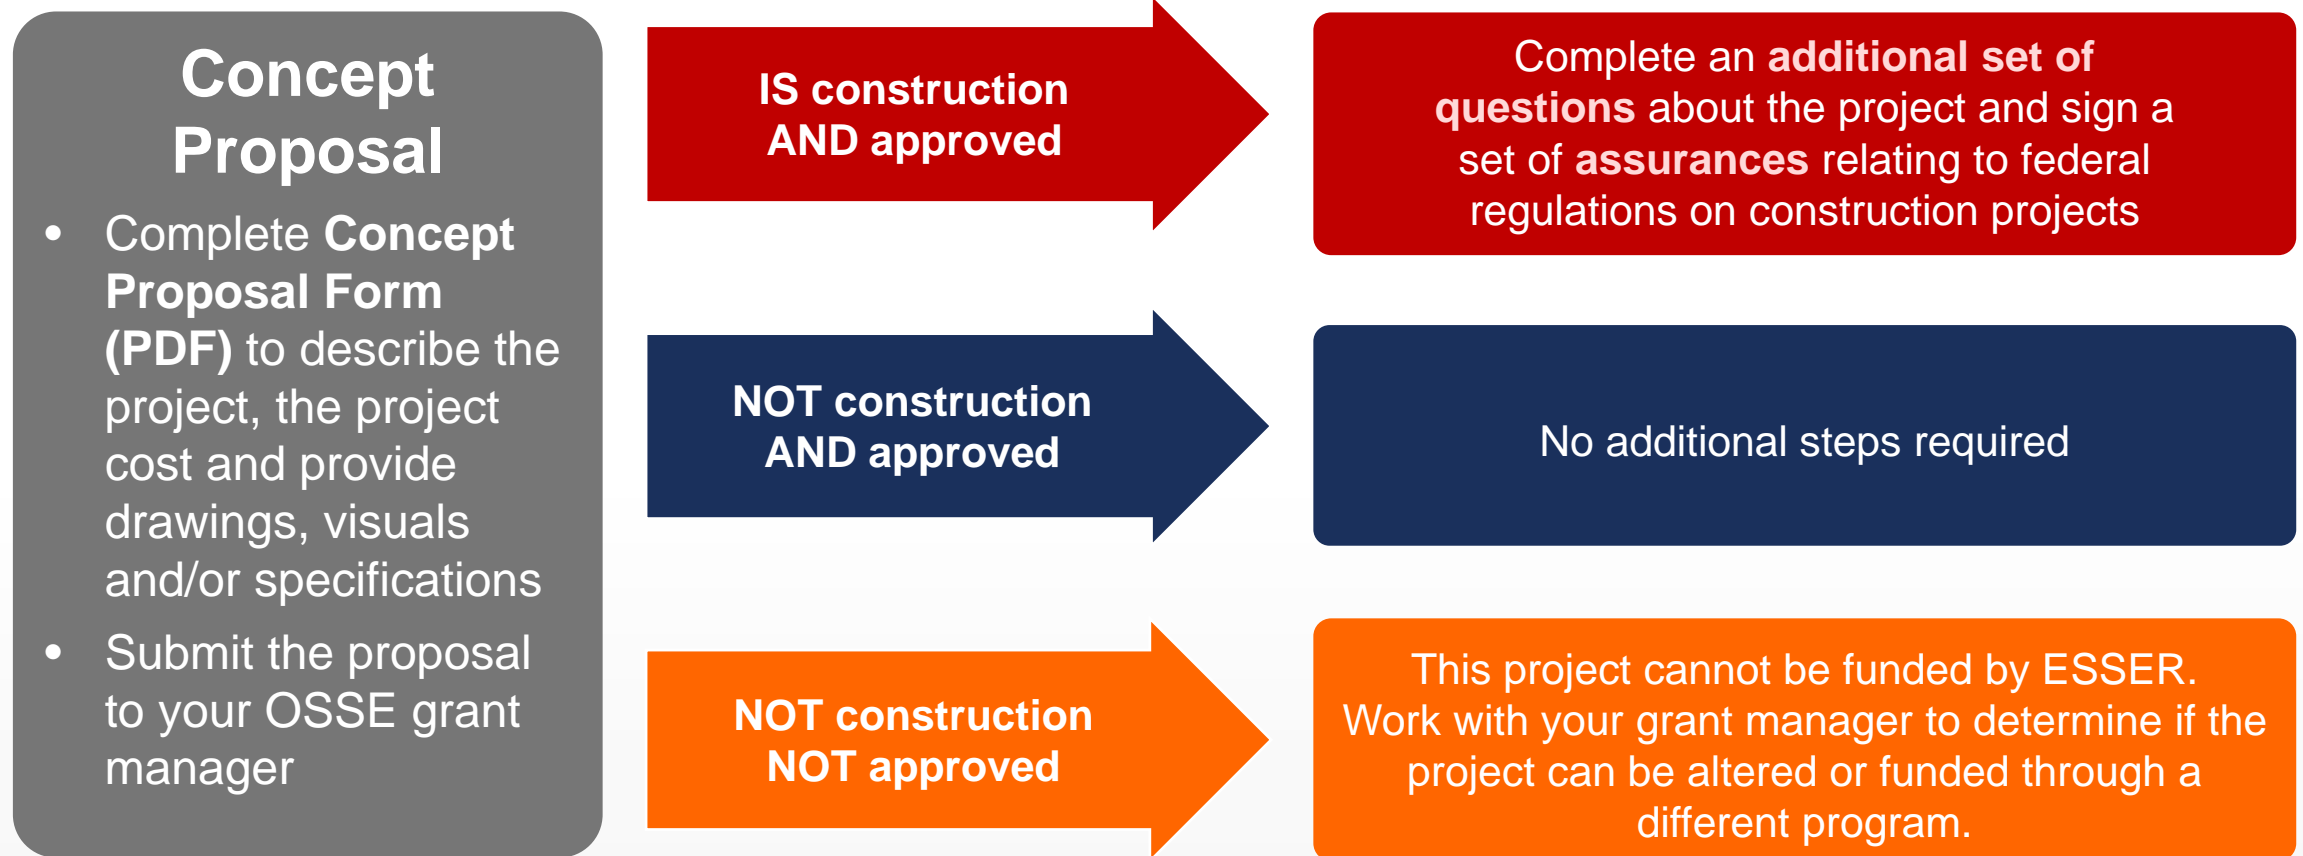 Concept
Proposal
• Complete Concept
Proposal Form
(PDF) to describe the
project, the project
cost and provide
drawings, visuals
and/or specifications
• Submit the proposal
to your OSSE grant
manager
IS construction
AND approved
Complete an additional set of
questions about the project and sign a
set of assurances relating to federal
regulations on construction projects
NOT construction
AND approved
No additional steps required
NOT construction
NOT approved
This project cannot be funded by ESSER.
Work with your grant manager to determine if the
project can be altered or funded through a
different program.